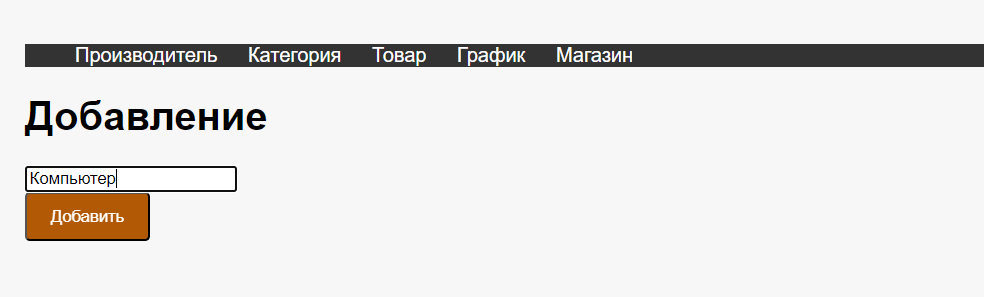 Производитель Категория Товар График Магазин
Добавление
Компьютер
Добавить